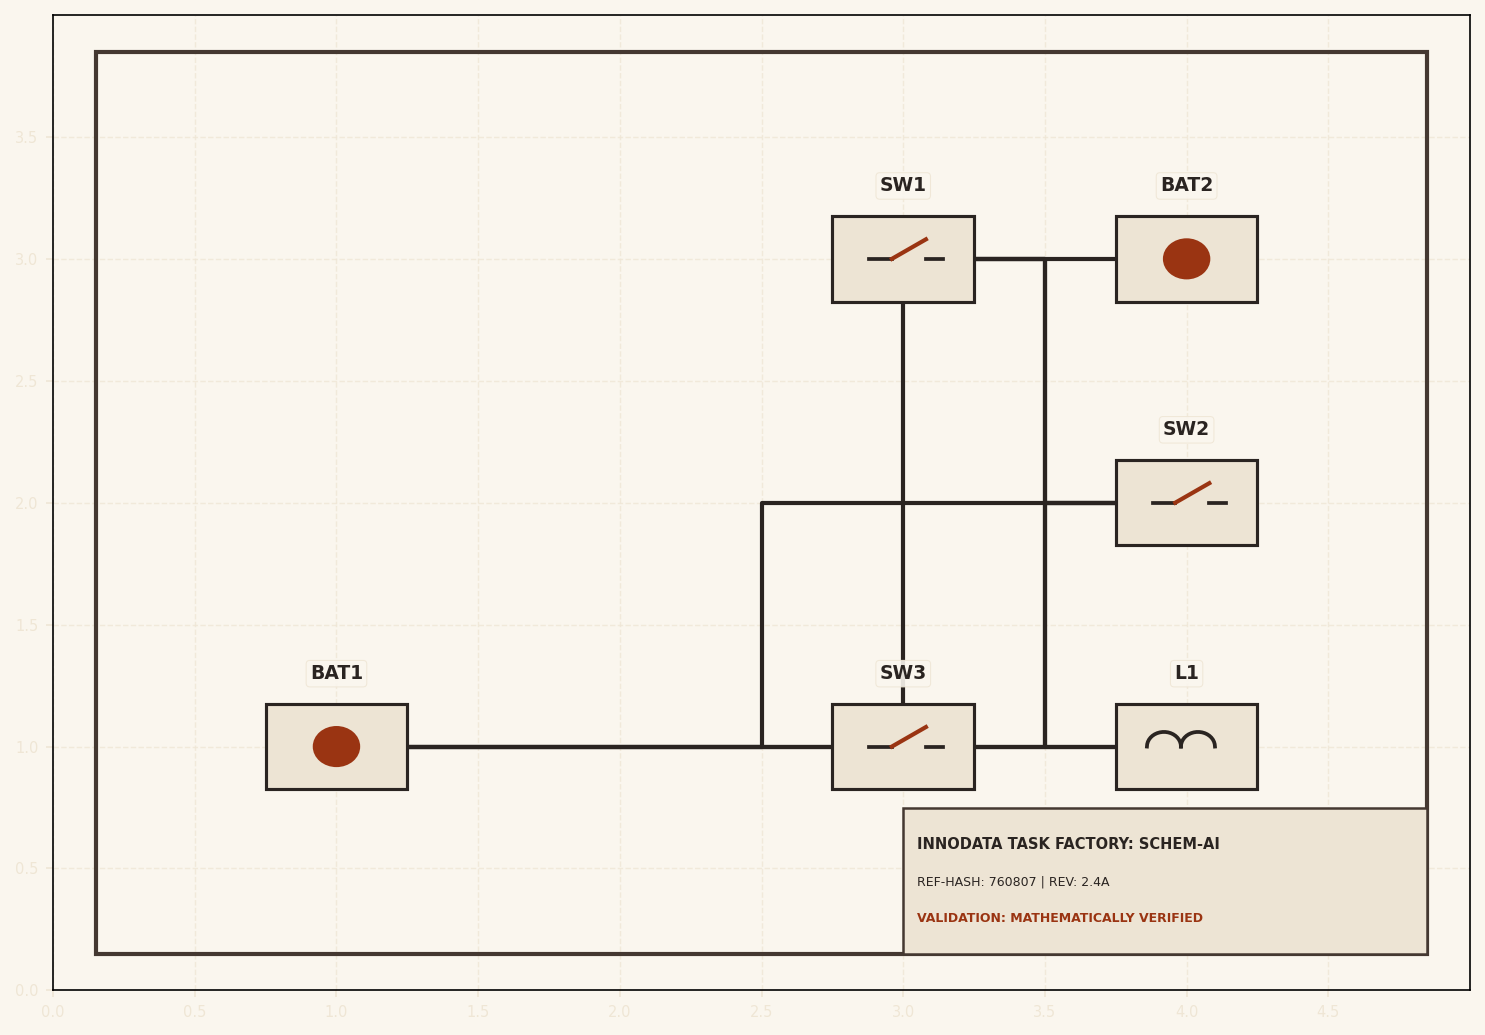 SW1
BAT2
SW2
BAT1
SW3
L1
INNODATA TASK FACTORY: SCHEM-AI
REF-HASH: 760807 | REV: 2.4A
VALIDATION: MATHEMATICALLY VERIFIED
3.5
3.0
2.5
2.0
1.5
1.0
0.5
0.0
0.0 0.5 1.0 1.5 2.0 2.5 3.0 3.5 4.0 4.5